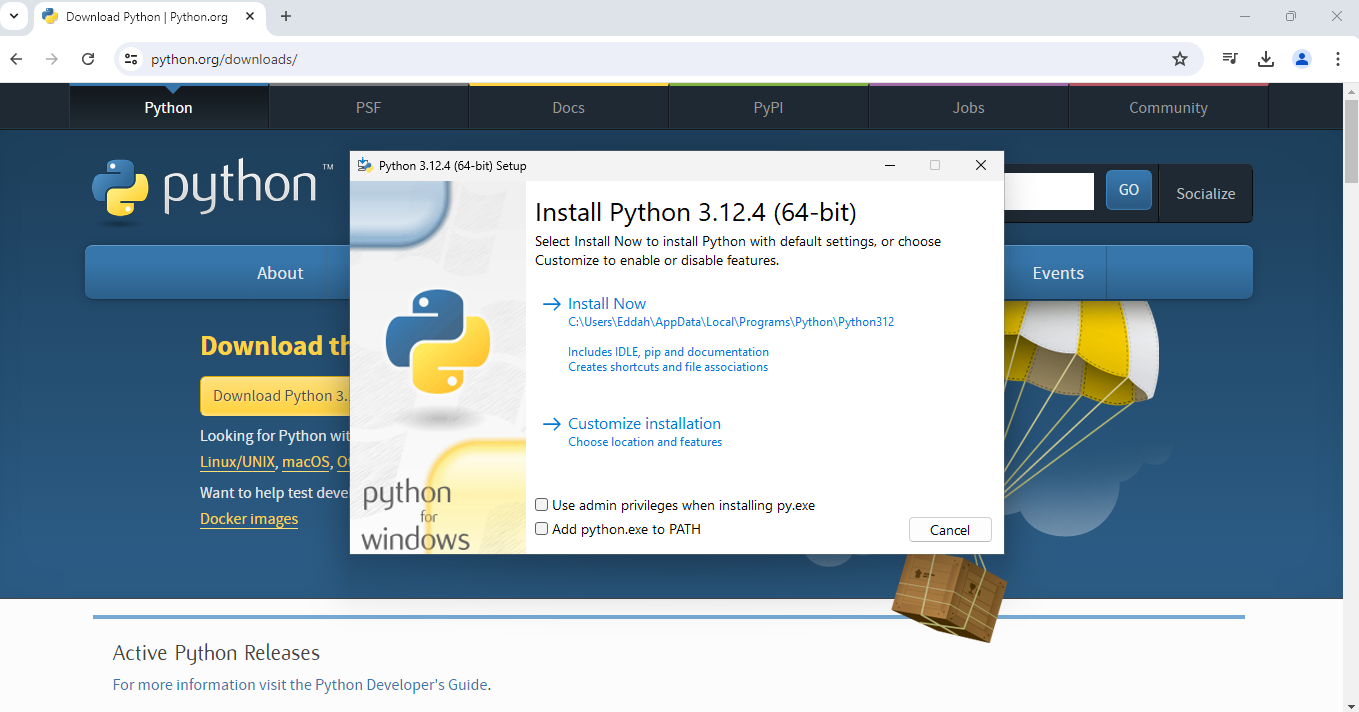 Download Python | Python.org
python.org/downloads/
Python
PSF
Docs
PyPI
Jobs
Community
python™
GO
Socialize
About
Events
Download th
Download Python 3.
Looking for Python wit
Linux/UNIX, macOS, O
Want to help test deve
Docker images
Python 3.12.4 (64-bit) Setup
Install Python 3.12.4 (64-bit)
Select Install Now to install Python with default settings, or choose
Customize to enable or disable features.
Install Now
C:\Users\Eddah\AppData\Local\Programs\Python\Python312
Includes IDLE, pip and documentation
Creates shortcuts and file associations
Customize installation
Choose location and features
Use admin privileges when installing py.exe
Add python.exe to PATH
Cancel
python
for
windows
Active Python Releases
For more information visit the Python Developer's Guide.